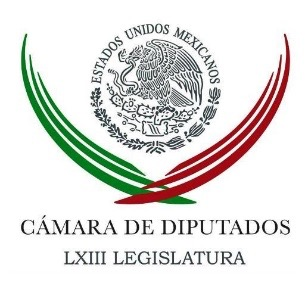 ESTADOS UNIDOS MEXICANOS
CÁMARA DE DIPUTADOS
LXIII LEGISLATURA